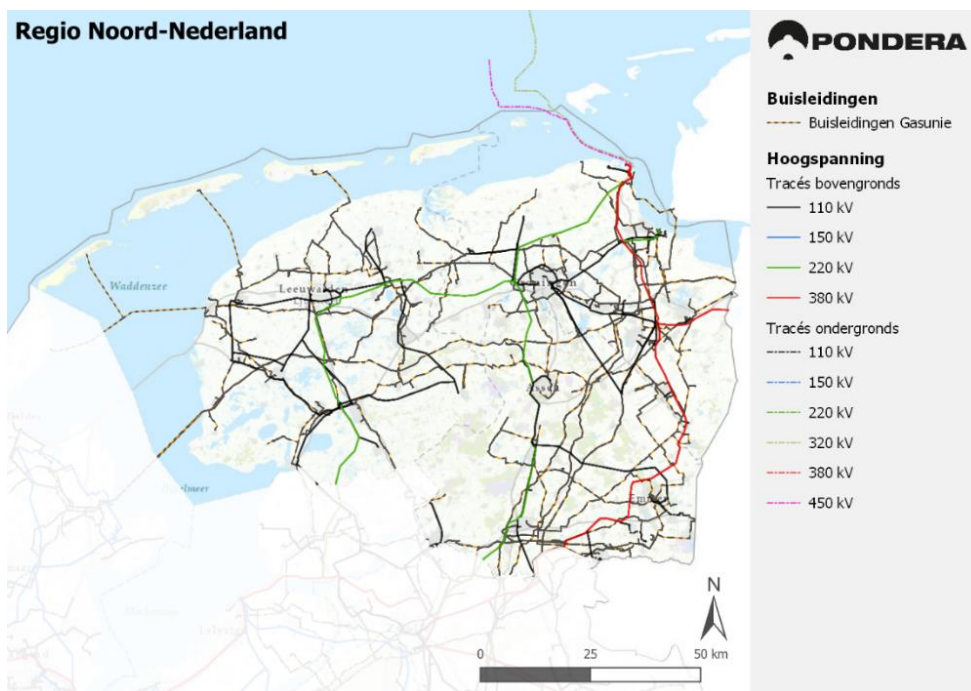 Regio Noord-Nederland
PONDERA
Buisleidingen
Buisleidingen Gasunie
Hoogspanning
Tracés bovengronds
110 kV
150 kV
220 kV
380 kV
Tracés ondergronds
110 kV
150 kV
220 kV
320 kV
380 kV
450 kV
Waddenzee
Leeuwarden
Assen
N
0 25 50 km